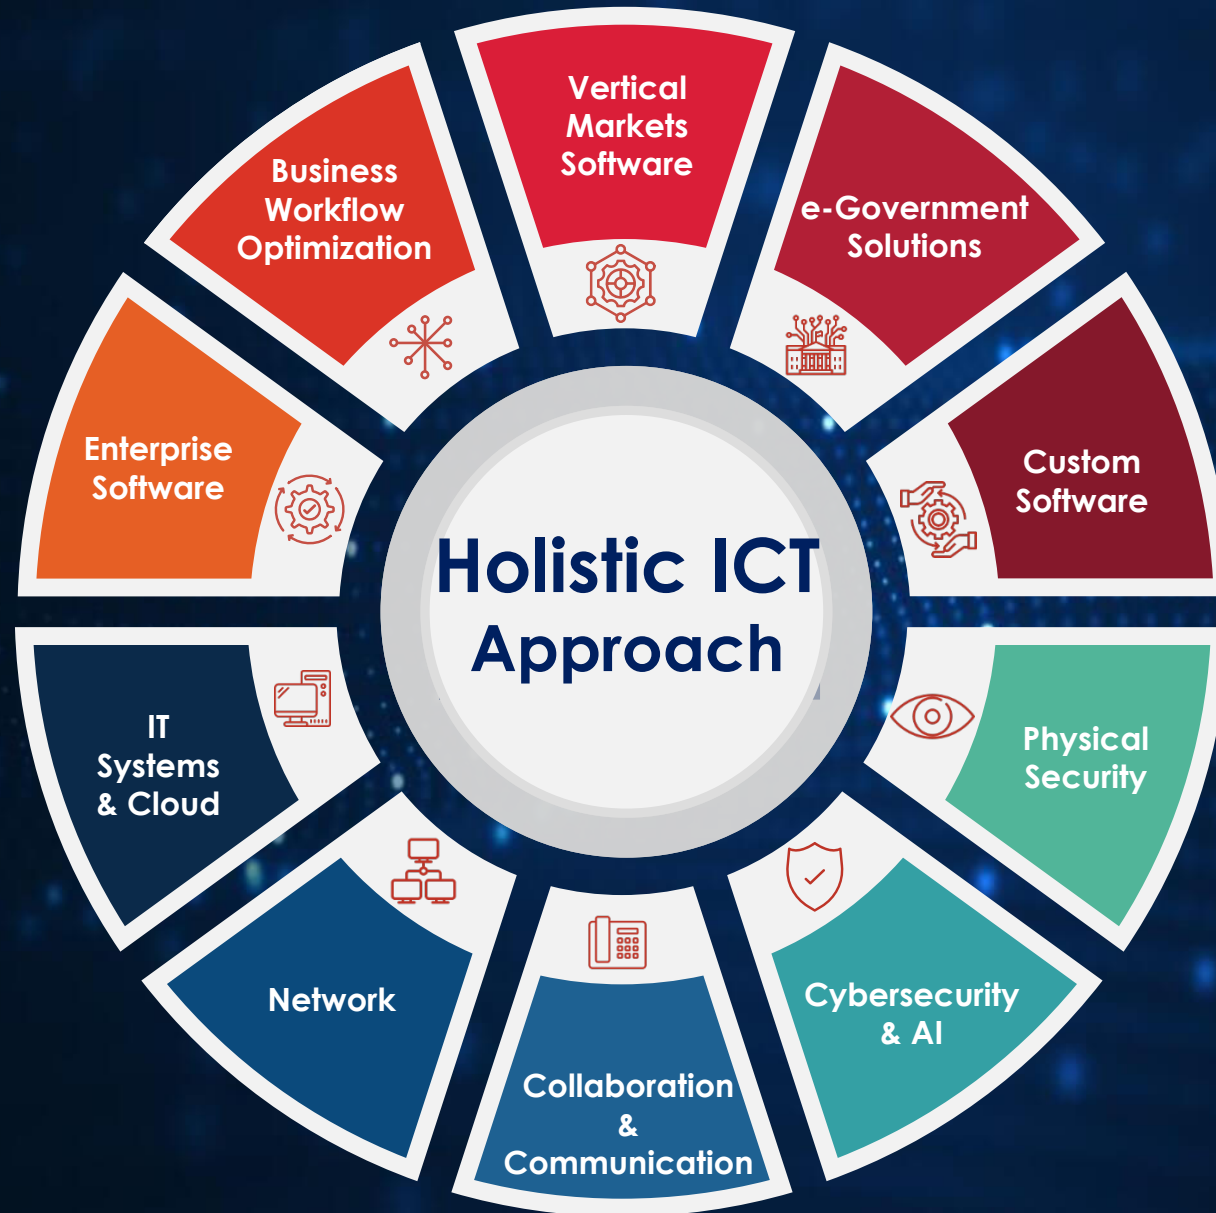 Vertical
Markets
Software
e-Government
Solutions
Custom
Software
Physical
Security
Cybersecurity
& AI
Collaboration
&
Communication
Network
IT
Systems
& Cloud
Enterprise
Software
Business
Workflow
Optimization
Holistic ICT
Approach